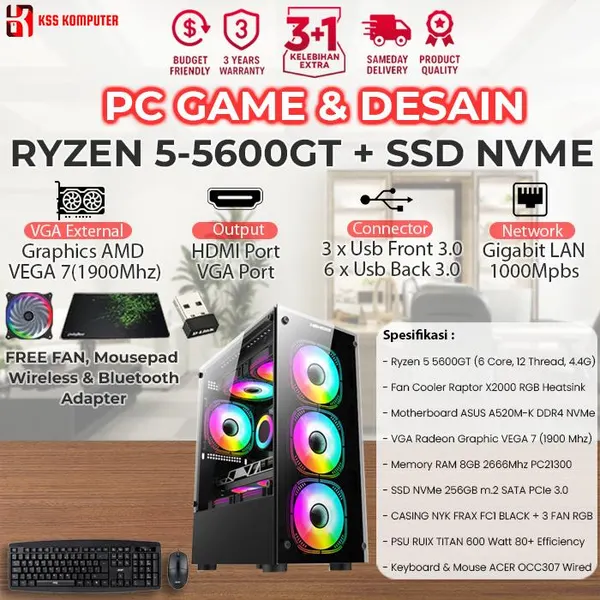 KSS KOMPUTER
BUDGET
FRIENDLY
3
3 YEARS
WARRANTY
3+1
KELEBIHAN
EXTRA
SAMEDAY
DELIVERY
PRODUCT
QUALITY
PC GAME & DESAIN
RYZEN 5-5600GT + SSD NVME
VGA External
Graphics AMD
VEGA 7(1900Mhz)
Output
HDMI Port
VGA Port
Connector
3 x Usb Front 3.0
6 x Usb Back 3.0
Network
Gigabit LAN
1000Mpbs
FREE FAN, Mousepad
Wireless & Bluetooth
Adapter
Spesifikasi :
- Ryzen 5 5600GT (6 Core, 12 Thread, 4.4G)
- Fan Cooler Raptor X2000 RGB Heatsink
- Motherboard ASUS A520M-K DDR4 NVMe
- VGA Radeon Graphic VEGA 7 (1900 Mhz)
- Memory RAM 8GB 2666Mhz PC21300
- SSD NVMe 256GB m.2 SATA PCIe 3.0
- CASING NYK FRAX FC1 BLACK + 3 FAN RGB
- PSU RUIX TITAN 600 Watt 80+ Efficiency
- Keyboard & Mouse ACER OCC307 Wired